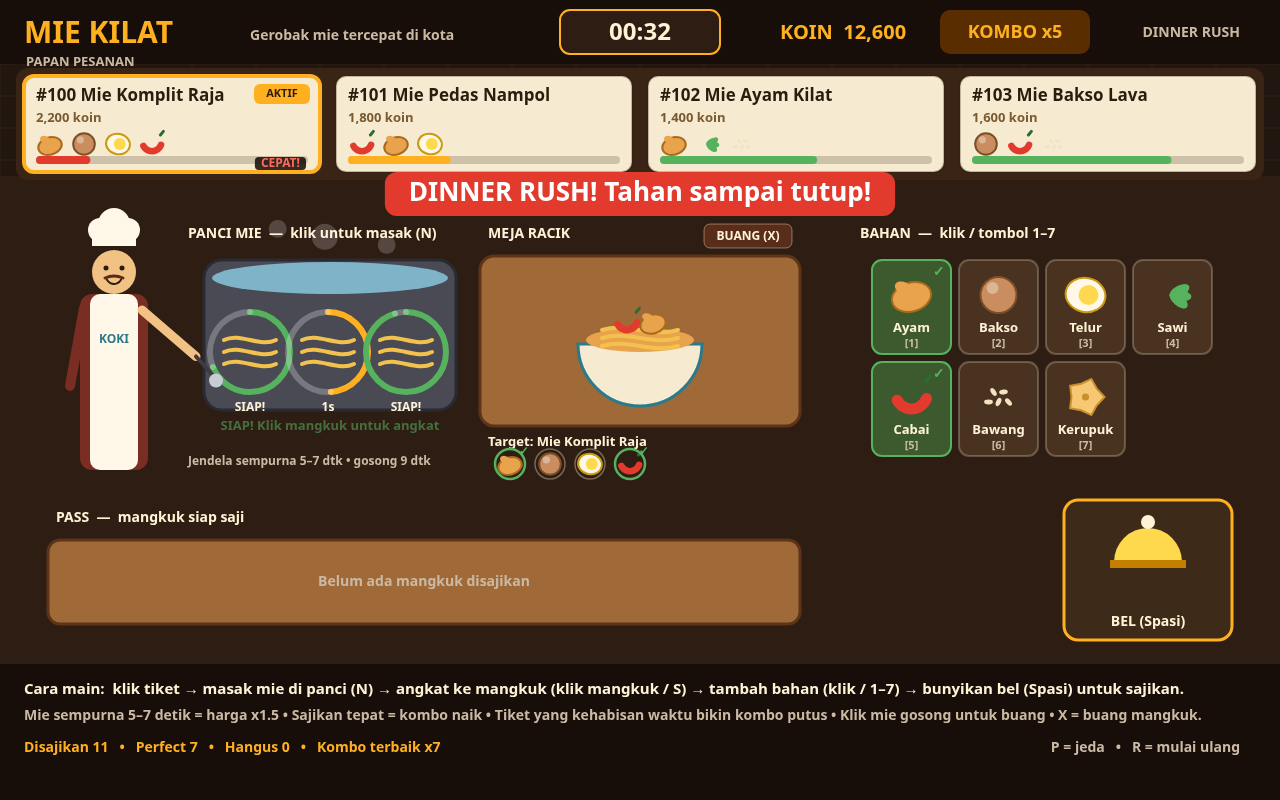 MIE KILAT
Gerobak mie tercepat di kota
00:32
KOIN 12,600
KOMBO x5
DINNER RUSH
PAPAN PESANAN
#100 Mie Komplit Raja
AKTIF
2,200 koin
CEPAT!
#101 Mie Pedas Nampol
1,800 koin
#102 Mie Ayam Kilat
1,400 koin
#103 Mie Bakso Lava
1,600 koin
DINNER RUSH! Tahan sampai tutup!
PANCI MIE — klik untuk masak (N)
MEJA RACIK
BUANG (X)
BAHAN — klik / tombol 1–7
KOKI
SIAP!
1s
SIAP!
SIAP! Klik mangkuk untuk angkat
Jendela sempurna 5–7 dtk • gosong 9 dtk
Target: Mie Komplit Raja
Ayam
[1]
Bakso
[2]
Telur
[3]
Sawi
[4]
Cabai
[5]
Bawang
[6]
Kerupuk
[7]
PASS — mangkuk siap saji
Belum ada mangkuk disajikan
BEL (Spasi)
Cara main: klik tiket → masak mie di panci (N) → angkat ke mangkuk (klik mangkuk / S) → tambah bahan (klik / 1–7) → bunyikan bel (Spasi) untuk sajikan.
Mie sempurna 5–7 detik = harga x1.5 • Sajikan tepat = kombo naik • Tiket yang kehabisan waktu bikin kombo putus • Klik mie gosong untuk buang • X = buang mangkuk.
Disajikan 11 • Perfect 7 • Hangus 0 • Kombo terbaik x7
P = jeda • R = mulai ulang